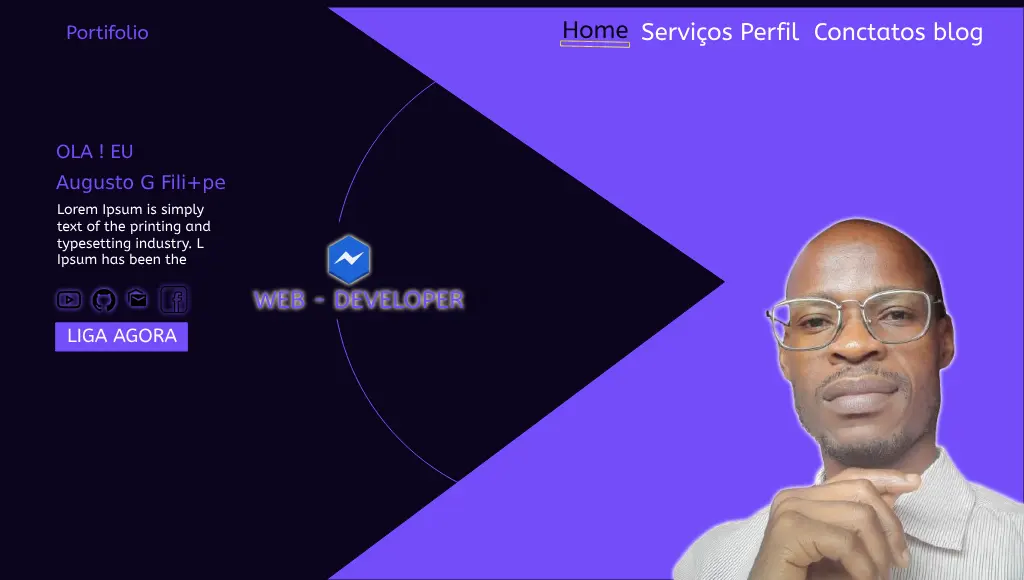 Portifolio
Home Serviços Perfil Conctatos blog
OLA ! EU
Augusto G Fili+pe
Lorem Ipsum is simply
text of the printing and
typesetting industry. L
Ipsum has been the
WEB - DEVELOPER
LIGA AGORA